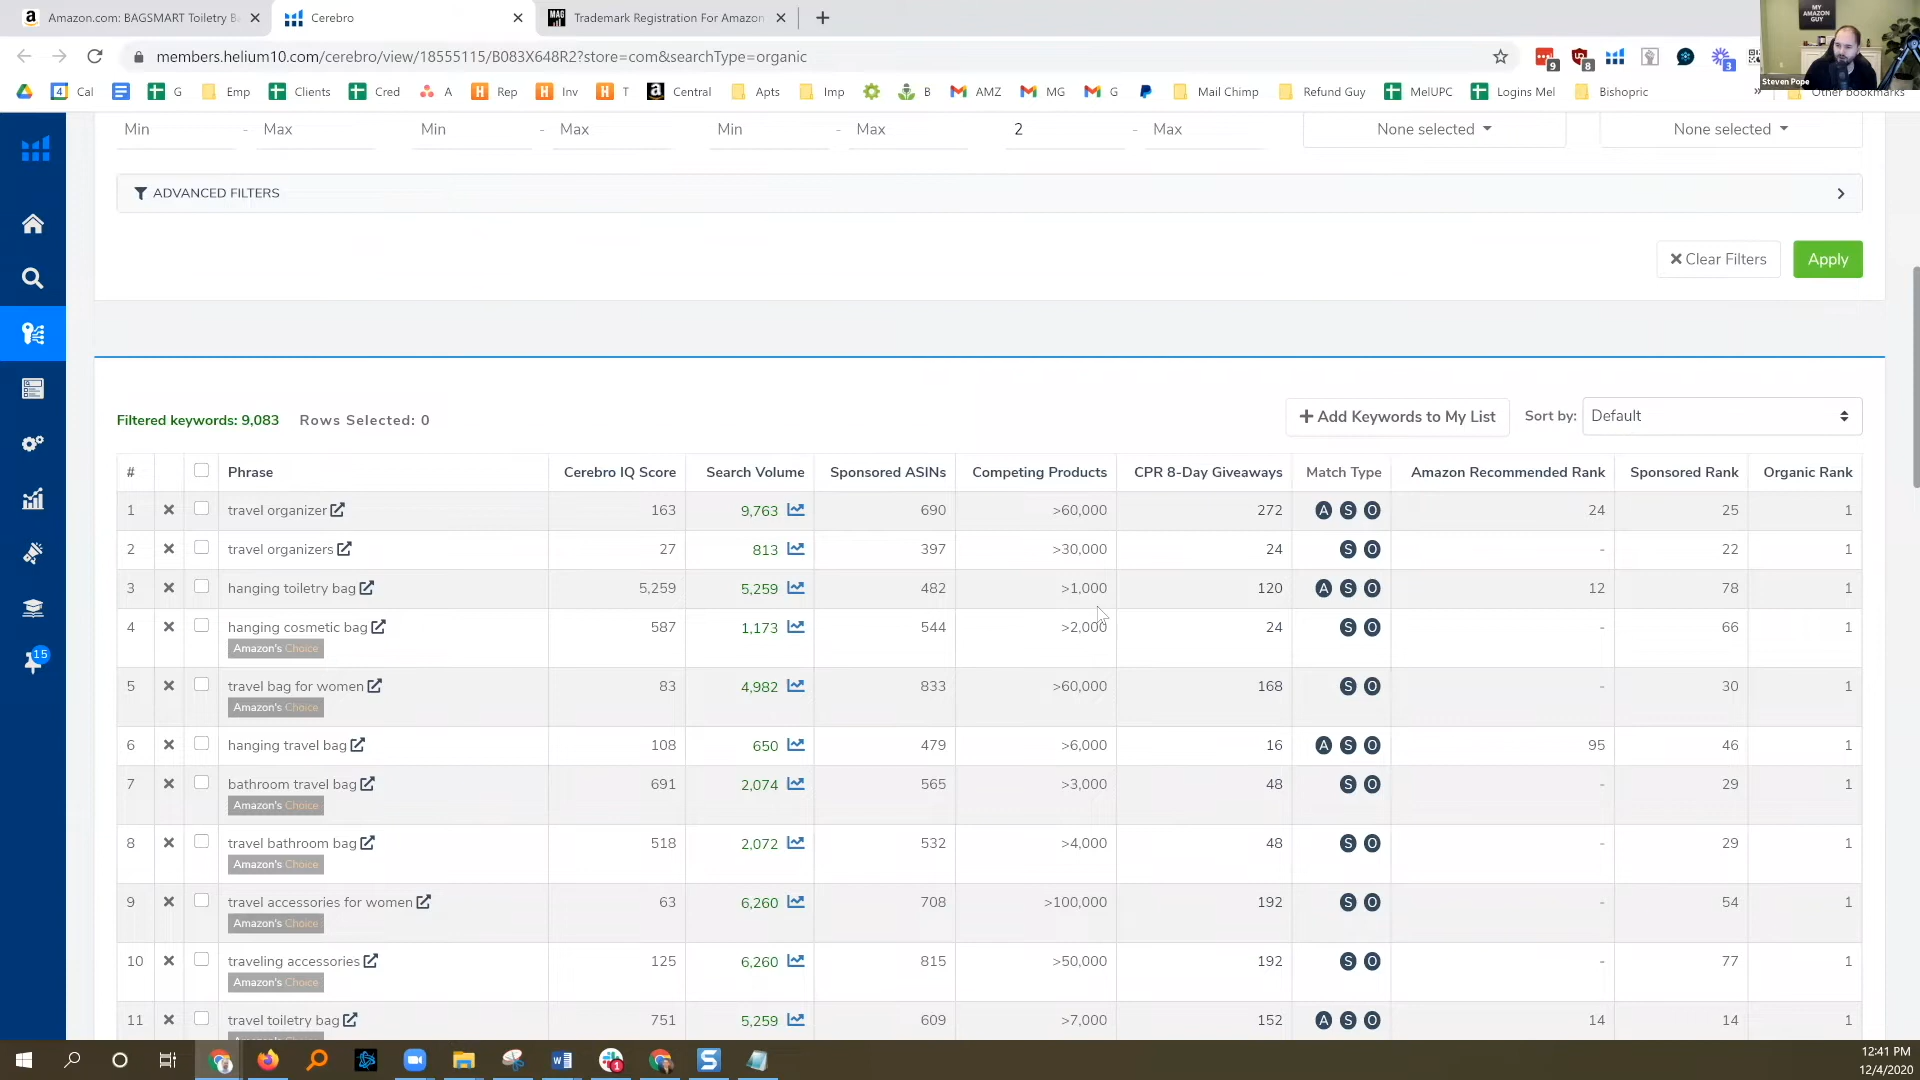 Amazon.com: BAGSMART Toiletry B
Cerebro
Trademark Registration For Amazon
MY AMAZON GUY
members.helium10.com/cerebro/view/18555115/B083X648R2?store=com&searchType=organic
9
8
3
Steven Pope
4 Cal
G
Emp
Clients
Cred
A
Rep
Inv
T
Central
Apts
Imp
B
AMZ
MG
G
Mail Chimp
Refund Guy
MelUPC
Logins Mel
Bishopric
»
Other bookmarks
Min - Max Min - Max Min - Max 2 - Max None selected None selected
ADVANCED FILTERS
Clear Filters Apply
Filtered keywords: 9,083 Rows Selected: 0 Add Keywords to My List Sort by: Default
# Phrase Cerebro IQ Score Search Volume Sponsored ASINs Competing Products CPR 8-Day Giveaways Match Type Amazon Recommended Rank Sponsored Rank Organic Rank
1 travel organizer 163 9,763 690 >60,000 272 A S O 24 25 1
2 travel organizers 27 813 397 >30,000 24 S O - 22 1
3 hanging toiletry bag 5,259 5,259 482 >1,000 120 A S O 12 78 1
4 hanging cosmetic bag 587 1,173 544 >2,000 24 S O - 66 1
Amazon's Choice
5 travel bag for women 83 4,982 833 >60,000 168 S O - 30 1
Amazon's Choice
6 hanging travel bag 108 650 479 >6,000 16 A S O 95 46 1
7 bathroom travel bag 691 2,074 565 >3,000 48 S O - 29 1
Amazon's Choice
8 travel bathroom bag 518 2,072 532 >4,000 48 S O - 29 1
Amazon's Choice
9 travel accessories for women 63 6,260 708 >100,000 192 S O - 54 1
Amazon's Choice
10 traveling accessories 125 6,260 815 >50,000 192 S O - 77 1
Amazon's Choice
11 travel toiletry bag 751 5,259 609 >7,000 152 A S O 14 14 1
15
12:41 PM
12/4/2020